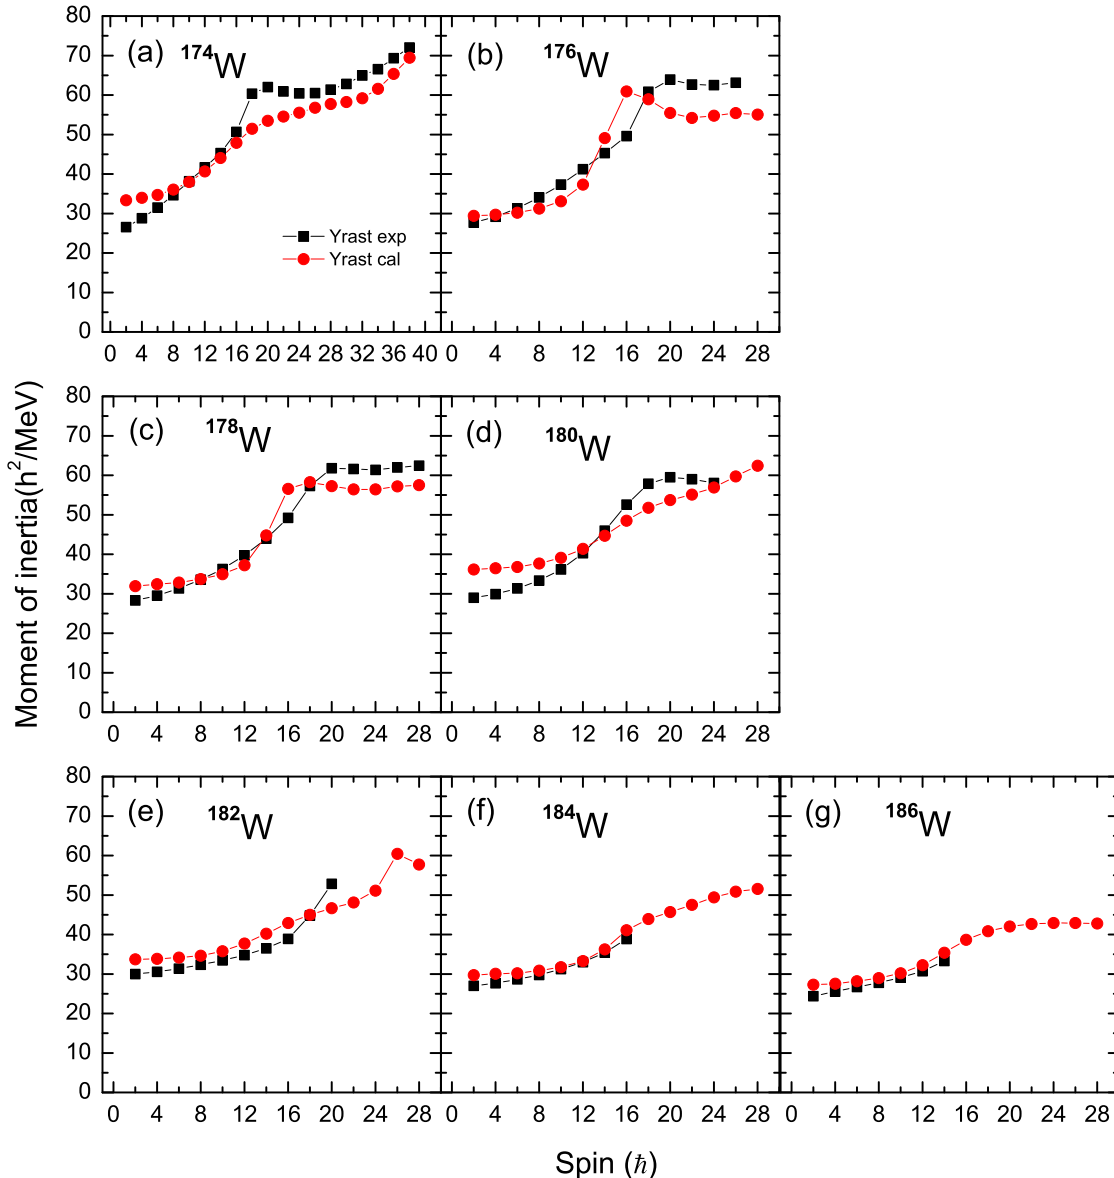 (a) ¹⁷⁴W
(b) ¹⁷⁶W
80
70
60
50
40
30
20
10
0
Yrast exp
Yrast cal
0 4 8 12 16 20 24 28 32 36 40
0 4 8 12 16 20 24 28
(c) ¹⁷⁸W
(d) ¹⁸⁰W
80
70
60
50
40
30
20
10
0
0 4 8 12 16 20 24 28
0 4 8 12 16 20 24 28
Moment of inertia(h²/MeV)
(e) ¹⁸²W
(f) ¹⁸⁴W
(g) ¹⁸⁶W
80
70
60
50
40
30
20
10
0
0 4 8 12 16 20 24 28
0 4 8 12 16 20 24 28
0 4 8 12 16 20 24 28
Spin (ℏ)